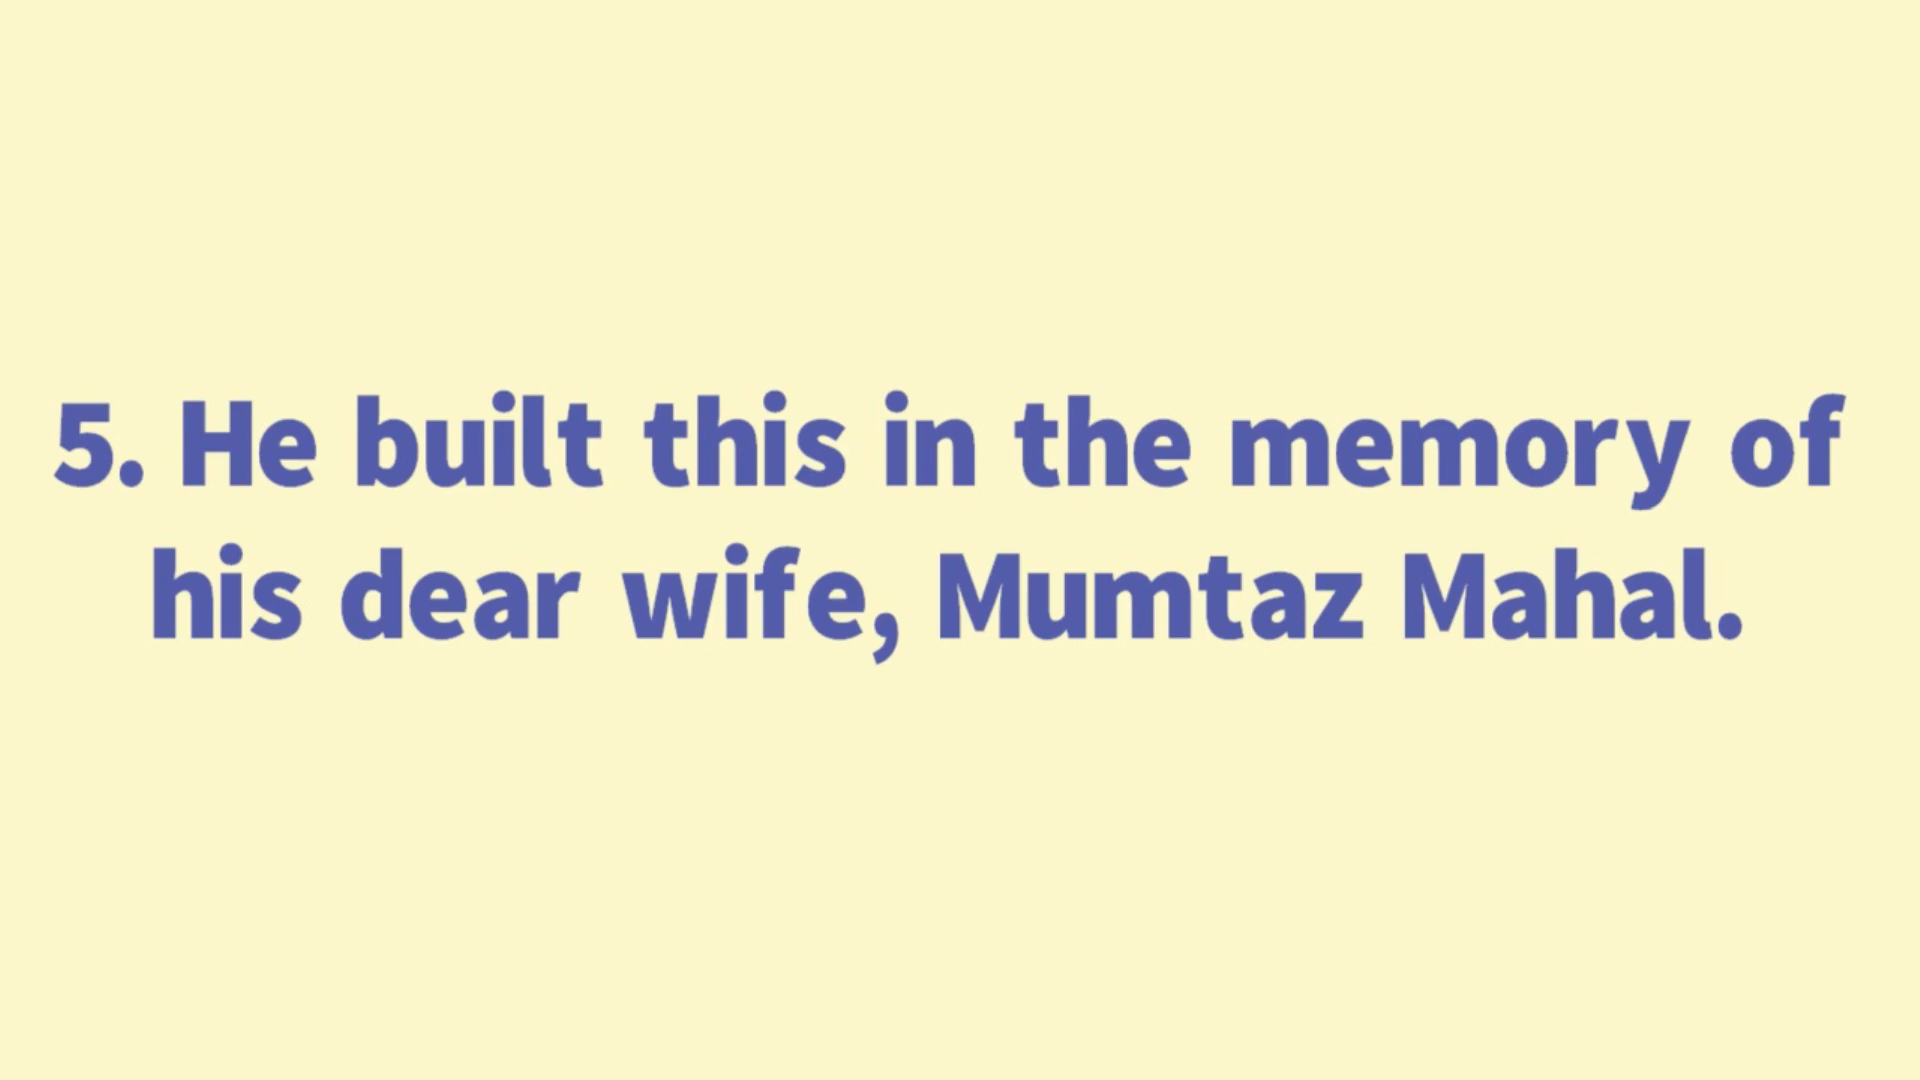 5. He built this in the memory of
his dear wife, Mumtaz Mahal.